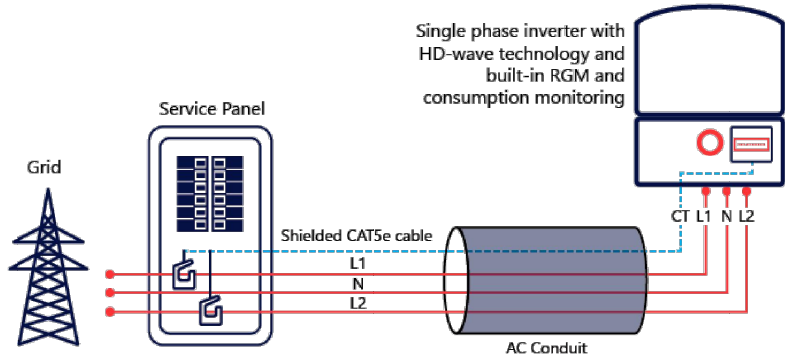 Single phase inverter with
HD-wave technology and
built-in RGM and
consumption monitoring
Service Panel
Grid
CT L1 N L2
Shielded CAT5e cable
L1
N
L2
AC Conduit